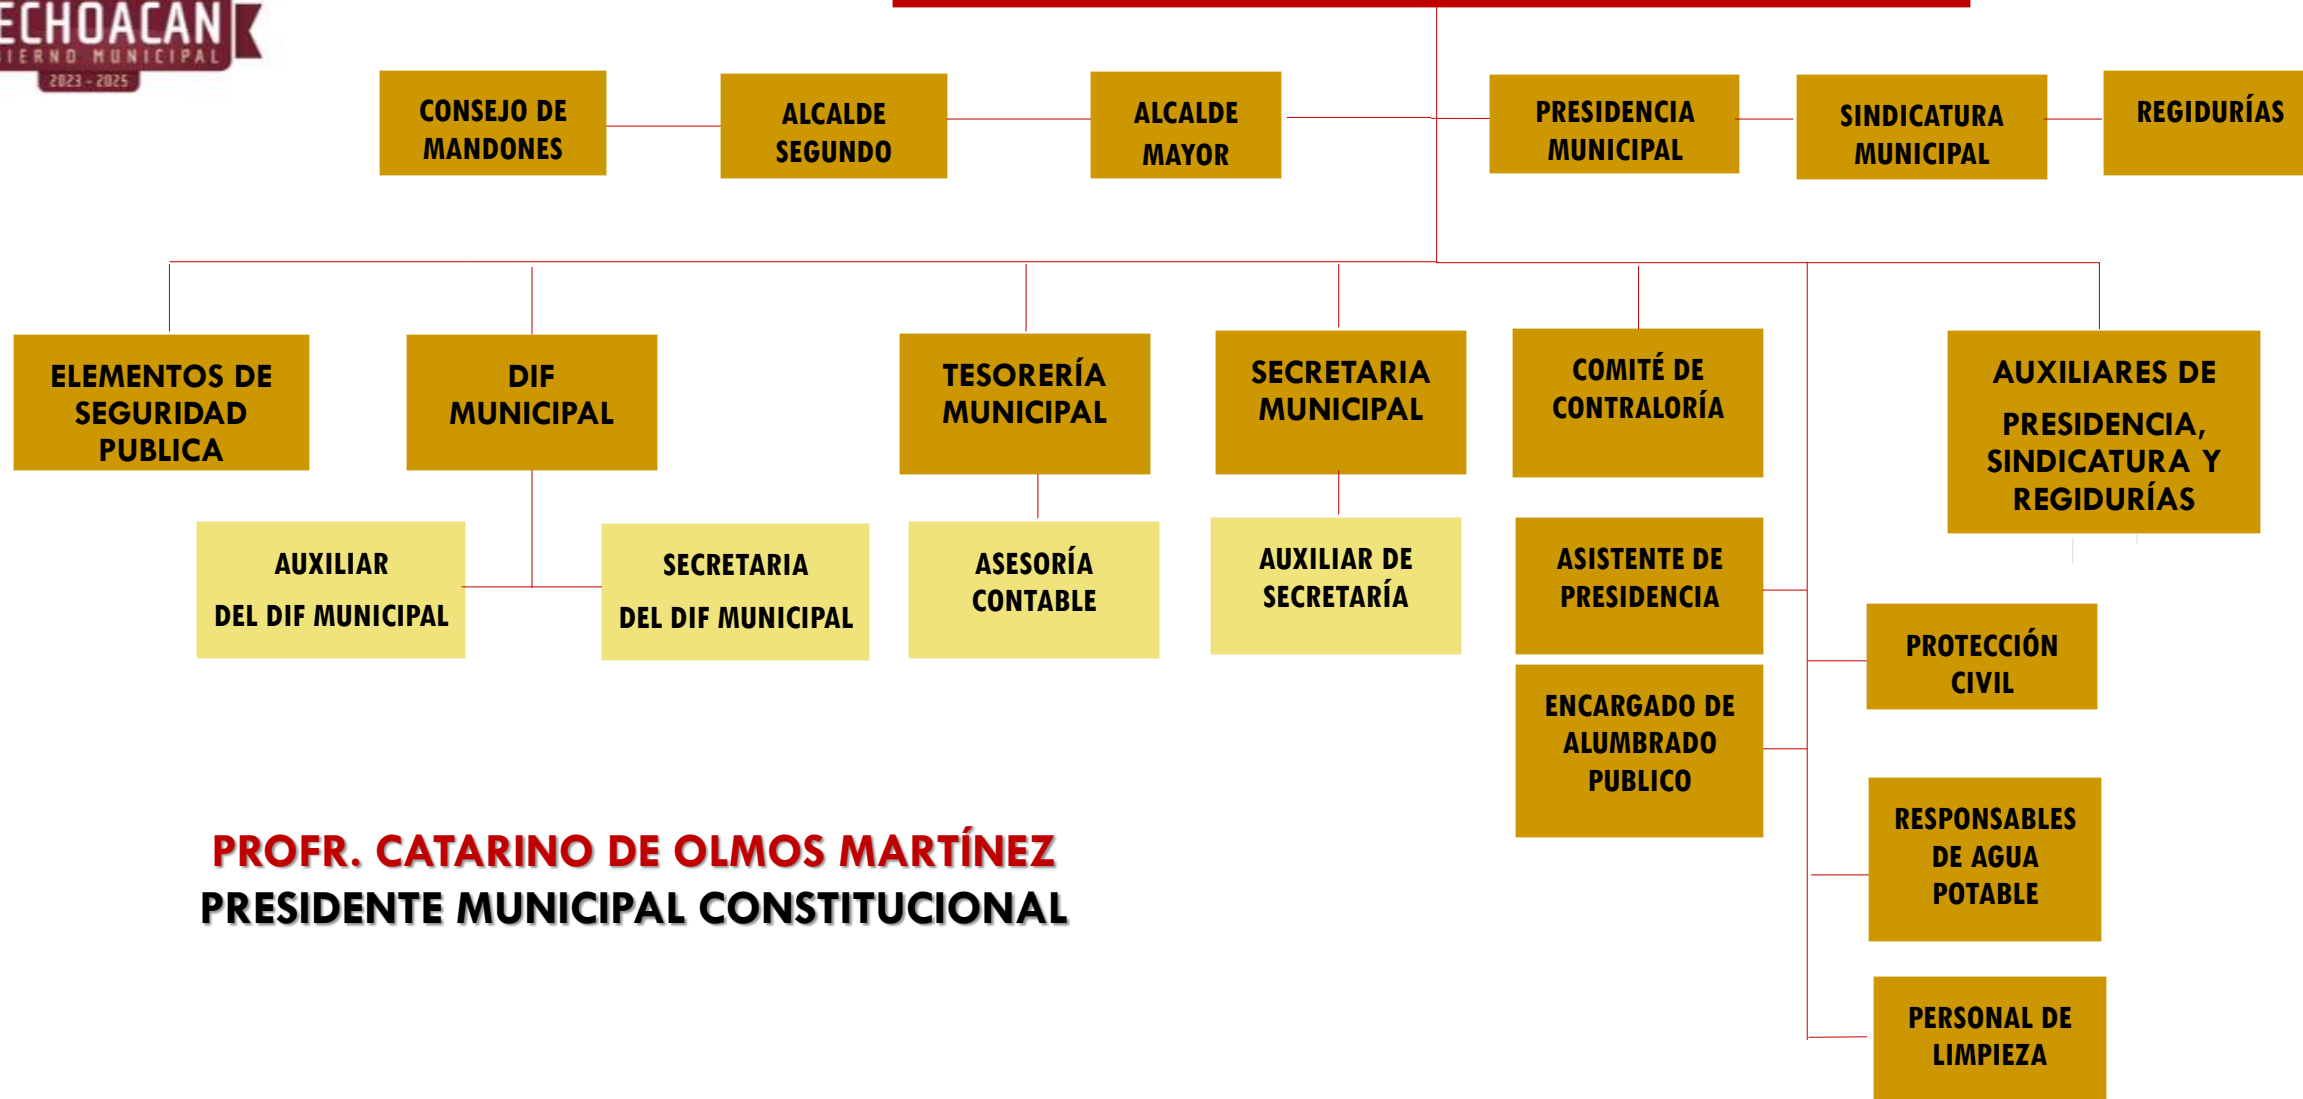 GOBIERNO MUNICIPAL
2023 - 2025
CONSEJO DE
MANDONES
ALCALDE
SEGUNDO
ALCALDE
MAYOR
PRESIDENCIA
MUNICIPAL
SINDICATURA
MUNICIPAL
REGIDURÍAS
ELEMENTOS DE
SEGURIDAD
PUBLICA
DIF
MUNICIPAL
TESORERÍA
MUNICIPAL
SECRETARIA
MUNICIPAL
COMITÉ DE
CONTRALORÍA
AUXILIARES DE
PRESIDENCIA,
SINDICATURA Y
REGIDURÍAS
AUXILIAR
DEL DIF MUNICIPAL
SECRETARIA
DEL DIF MUNICIPAL
ASESORÍA
CONTABLE
AUXILIAR DE
SECRETARÍA
ASISTENTE DE
PRESIDENCIA
PROTECCIÓN
CIVIL
ENCARGADO DE
ALUMBRADO
PUBLICO
RESPONSABLES
DE AGUA
POTABLE
PERSONAL DE
LIMPIEZA
PROFR. CATARINO DE OLMOS MARTÍNEZ
PRESIDENTE MUNICIPAL CONSTITUCIONAL